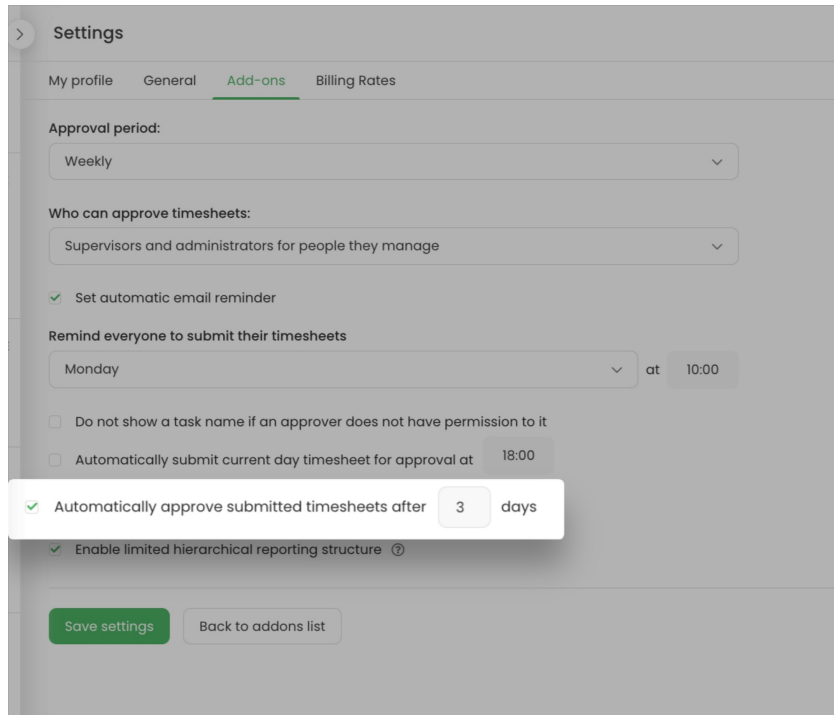 Settings
My profile General Add-ons Billing Rates
Approval period:
Weekly
Who can approve timesheets:
Supervisors and administrators for people they manage
Set automatic email reminder
Remind everyone to submit their timesheets
Monday at 10:00
Do not show a task name if an approver does not have permission to it
Automatically submit current day timesheet for approval at 18:00
Automatically approve submitted timesheets after 3 days
Enable limited hierarchical reporting structure ?
Save settings Back to addons list